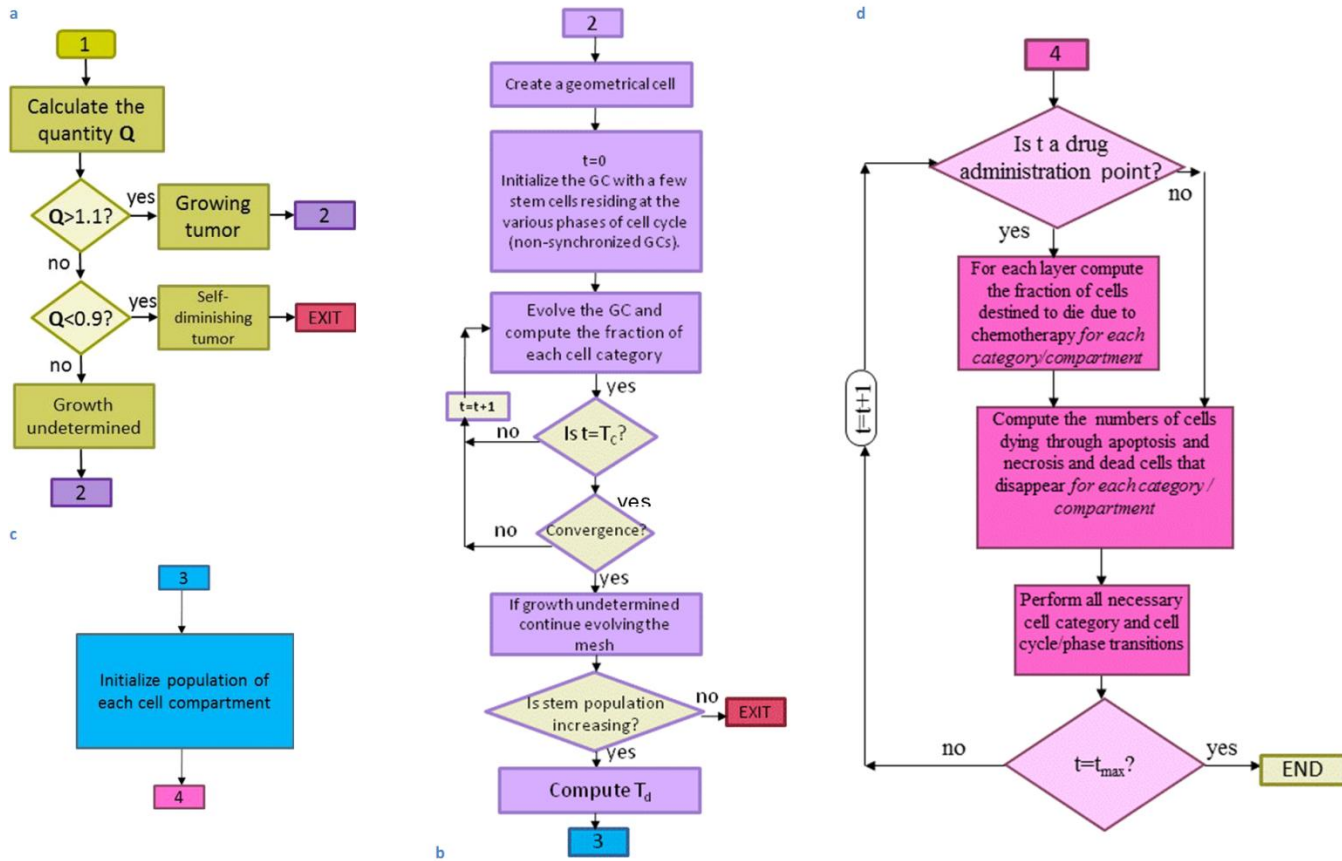 a
1
Calculate the
quantity Q
Q>1.1?
yes
Growing
tumor
2
no
Q<0.9?
yes
Self-
diminishing
tumor
EXIT
no
Growth
undetermined
2
c
3
Initialize population of
each cell compartment
4
2
Create a geometrical cell
t=0
Initialize the GC with a few
stem cells residing at the
various phases of cell cycle
(non-synchronized GCs).
Evolve the GC and
compute the fraction of
each cell category
yes
t=t+1
no
Is t=Tc?
yes
no
Convergence?
yes
If growth undetermined
continue evolving the
mesh
Is stem population
increasing?
no
EXIT
yes
Compute Td
3
b
d
4
Is t a drug
administration point?
no
yes
For each layer compute
the fraction of cells
destined to die due to
chemotherapy for each
category/compartment
t=t+1
Compute the numbers of cells
dying through apoptosis and
necrosis and dead cells that
disappear for each category /
compartment
Perform all necessary
cell category and cell
cycle/phase transitions
no
t=tmax?
yes
END